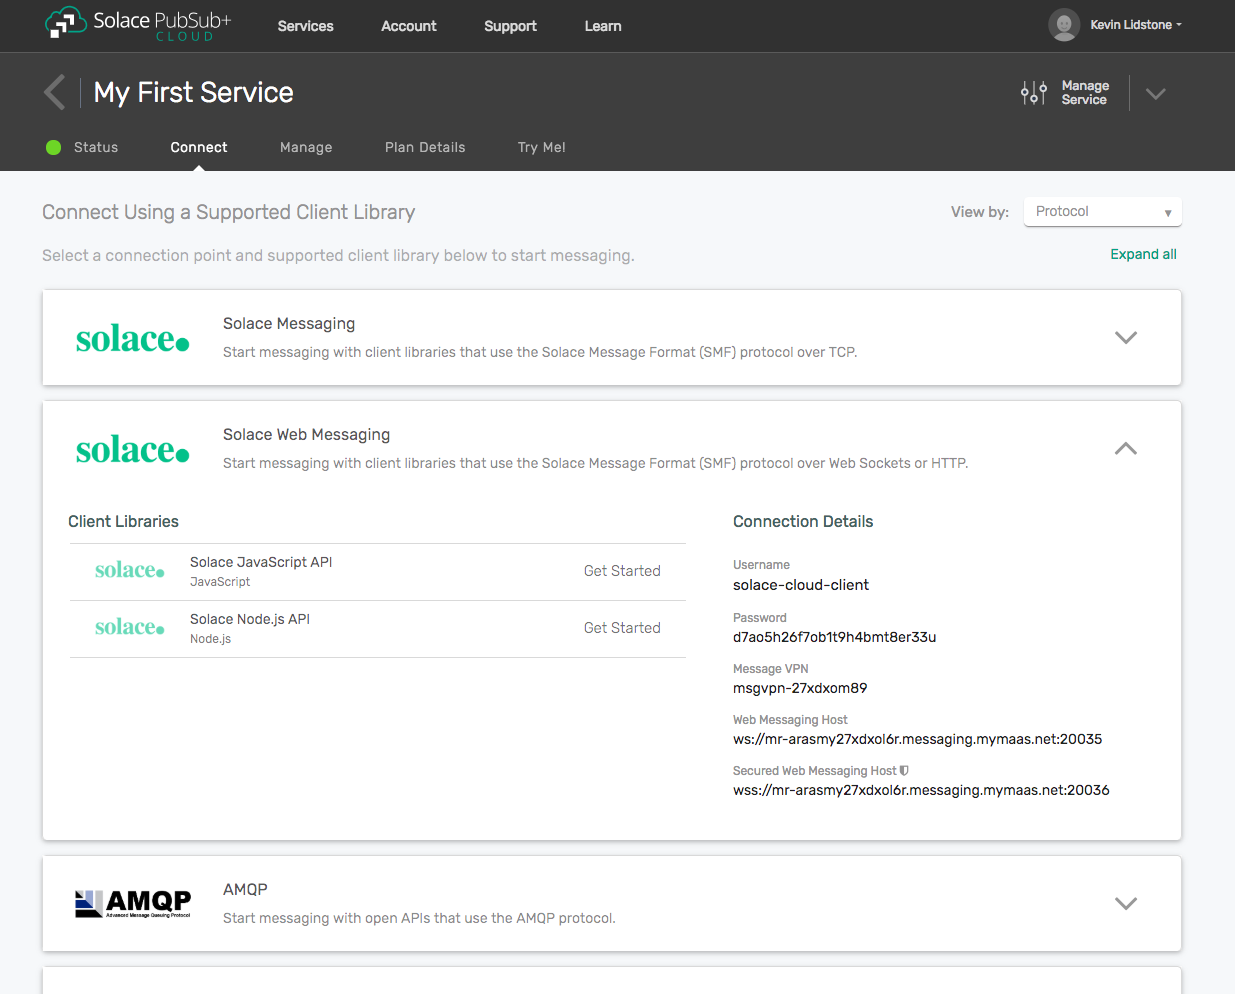 Solace PubSub+
CLOUD
Services
Account
Support
Learn
Kevin Lidstone
My First Service
Manage
Service
Status
Connect
Manage
Plan Details
Try Me!
Connect Using a Supported Client Library
View by:
Protocol
Select a connection point and supported client library below to start messaging.
Expand all
solace.
Solace Messaging
Start messaging with client libraries that use the Solace Message Format (SMF) protocol over TCP.
solace.
Solace Web Messaging
Start messaging with client libraries that use the Solace Message Format (SMF) protocol over Web Sockets or HTTP.
Client Libraries
solace.
Solace JavaScript API
JavaScript
Get Started
solace.
Solace Node.js API
Node.js
Get Started
Connection Details
Username
solace-cloud-client
Password
d7ao5h26f7ob1t9h4bmt8er33u
Message VPN
msgvpn-27xdxom89
Web Messaging Host
ws://mr-arasmy27xdxol6r.messaging.mymaas.net:20035
Secured Web Messaging Host
wss://mr-arasmy27xdxol6r.messaging.mymaas.net:20036
AMQP
Advanced Message Queuing Protocol
AMQP
Start messaging with open APIs that use the AMQP protocol.